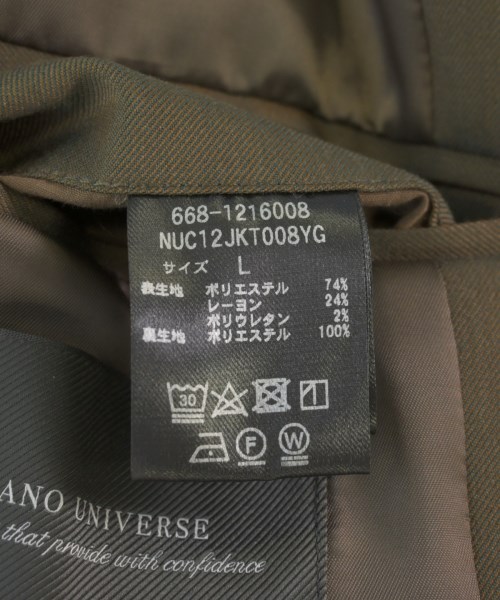 668-1216008
NUC12JKT008YG
サイズ L
表生地 ポリエステル 74%
レーヨン 24%
ポリウレタン 2%
裏生地 ポリエステル 100%
30
F W
ANO UNIVERSE
that provide with confidence